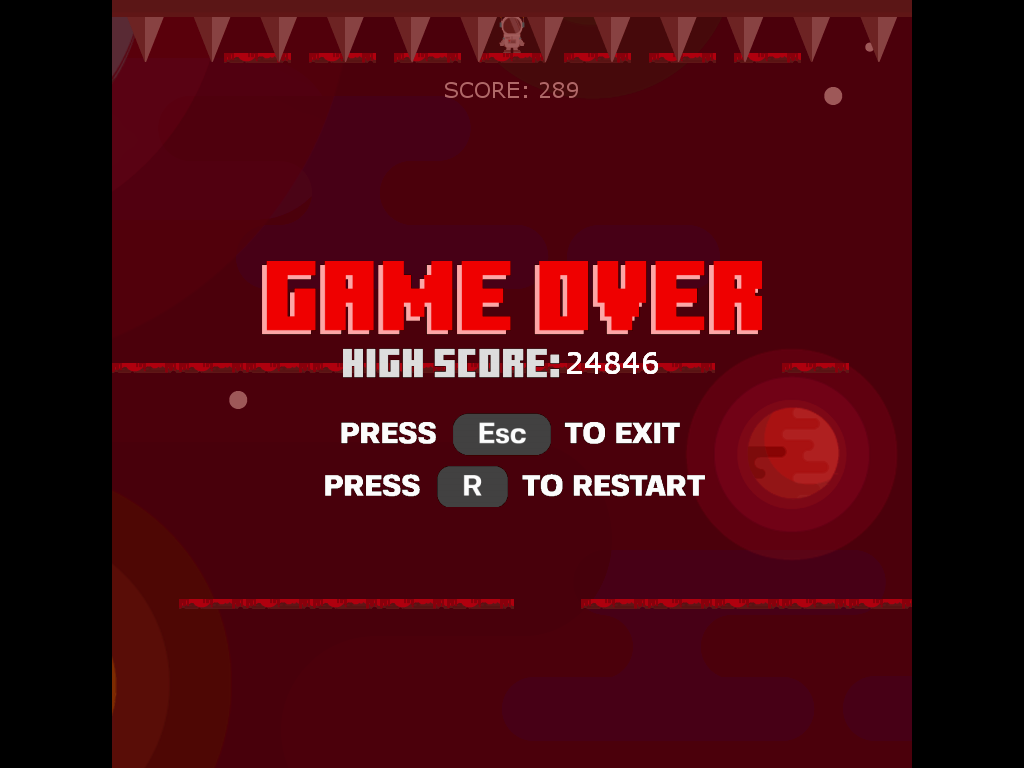 SCORE: 289
GAME OVER
HIGH SCORE: 24846
PRESS Esc TO EXIT
PRESS R TO RESTART